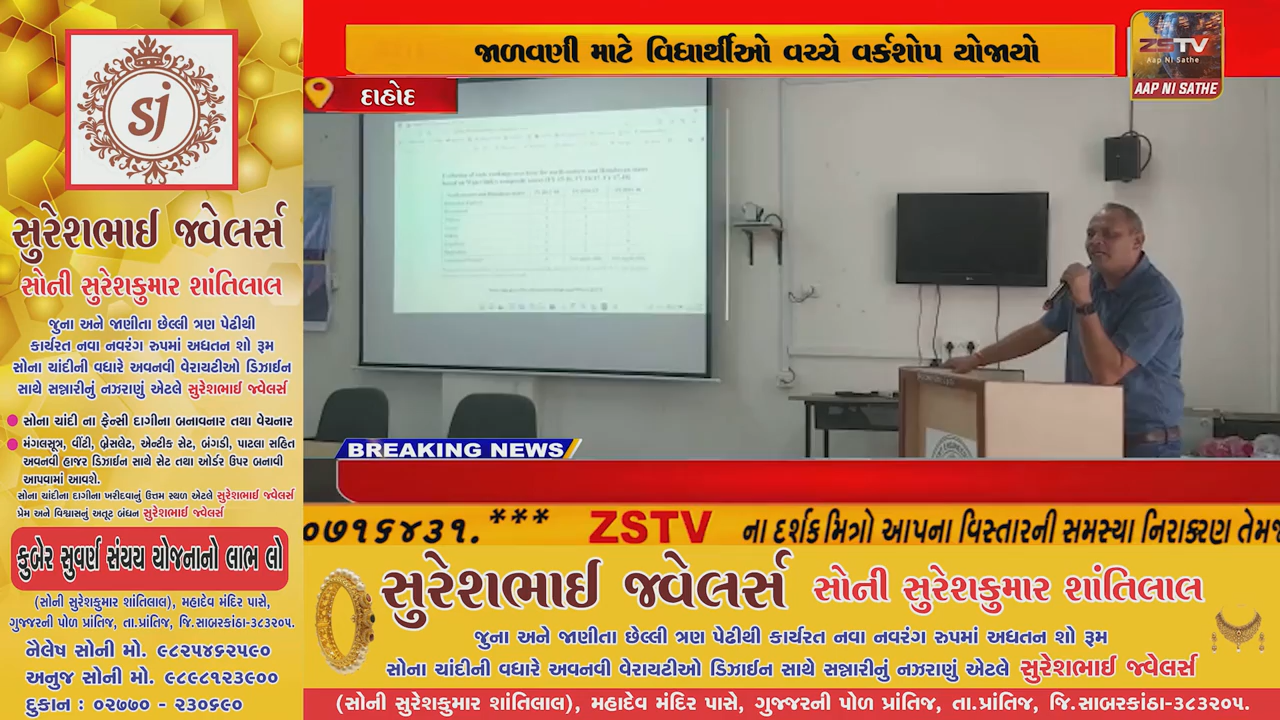 sj
સુરેશભાઈ જ્વેલર્સ
સોની સુરેશકુમાર શાંતિલાલ
જુના અને જાણીતા છેલ્લી ત્રણ પેઢીથી
કાર્યરત નવા નવરંગ રુપમાં અધતન શો રૂમ
સોના ચાંદીની વધારે અવનવી વેરાયટીઓ ડિઝાઈન
સાથે સન્નારીનું નઝરાણું એટલે સુરેશભાઈ જ્વેલર્સ
સોના ચાંદી ના ફેન્સી દાગીના બનાવનાર તથા વેચનાર
મંગલસૂત્ર, વીંટી, બ્રેસલેટ, એન્ટીક સેટ, બંગડી, પાટલા સહિત
અવનવી હાજર ડિઝાઈન સાથે સેટ તથા ઓર્ડર ઉપર બનાવી
આપવામાં આવશે.
સોના ચાંદીના દાગીના ખરીદવાનું ઉત્તમ સ્થળ એટલે સુરેશભાઈ જ્વેલર્સ
પ્રેમ અને વિશ્વાસનું અતૂટ બંધન સુરેશભાઈ જ્વેલર્સ
કુબેર સુવર્ણ સંચય યોજનાનો લાભ લો
(સોની સુરેશકુમાર શાંતિલાલ), મહાદેવ મંદિર પાસે,
ગુજ્જરની પોળ પ્રાંતિજ, તા.પ્રાંતિજ, જિ.સાબરકાંઠા-૩૮૩૨૦૫.
નૈલેષ સોની મો. ૯૮૨૫૪૬૨૫૯૦
અનુજ સોની મો. ૯૮૯૮૧૨૩૯૦૦
દુકાન : ૦૨૭૭૦ - ૨૩૦૬૯૦
જાળવણી માટે વિધાર્થીઓ વચ્ચે વર્કશોપ યોજાયો
ZSTV
Aap Ni Sathe
AAP NI SATHE
દાહોદ
BREAKING NEWS
૦૭૧૬૪૩૧.*** ZSTV ના દર્શક મિત્રો આપના વિસ્તારની સમસ્યા નિરાકરણ તેમજ
સુરેશભાઈ જ્વેલર્સ સોની સુરેશકુમાર શાંતિલાલ
જુના અને જાણીતા છેલ્લી ત્રણ પેઢીથી કાર્યરત નવા નવરંગ રુપમાં અધતન શો રૂમ
સોના ચાંદીની વધારે અવનવી વેરાયટીઓ ડિઝાઈન સાથે સન્નારીનું નઝરાણું એટલે સુરેશભાઈ જ્વેલર્સ
(સોની સુરેશકુમાર શાંતિલાલ), મહાદેવ મંદિર પાસે, ગુજ્જરની પોળ પ્રાંતિજ, તા.પ્રાંતિજ, જિ.સાબરકાંઠા-૩૮૩૨૦૫.